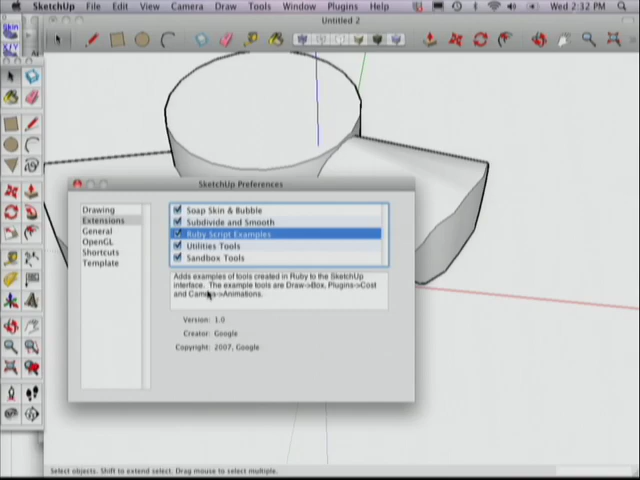 SketchUp File Edit View Camera Draw Tools Window Plugins Help Wed 2:32 PM
Untitled 2
Skin
X/Y
SketchUp Preferences
Drawing
Extensions
General
OpenGL
Shortcuts
Template
Soap Skin & Bubble
Subdivide and Smooth
Ruby Script Examples
Utilities Tools
Sandbox Tools
Adds examples of tools created in Ruby to the SketchUp
interface. The example tools are Draw->Box, Plugins->Cost
and Camera->Animations.
Version: 1.0
Creator: Google
Copyright: 2007, Google
Select objects. Shift to extend select. Drag mouse to select multiple.